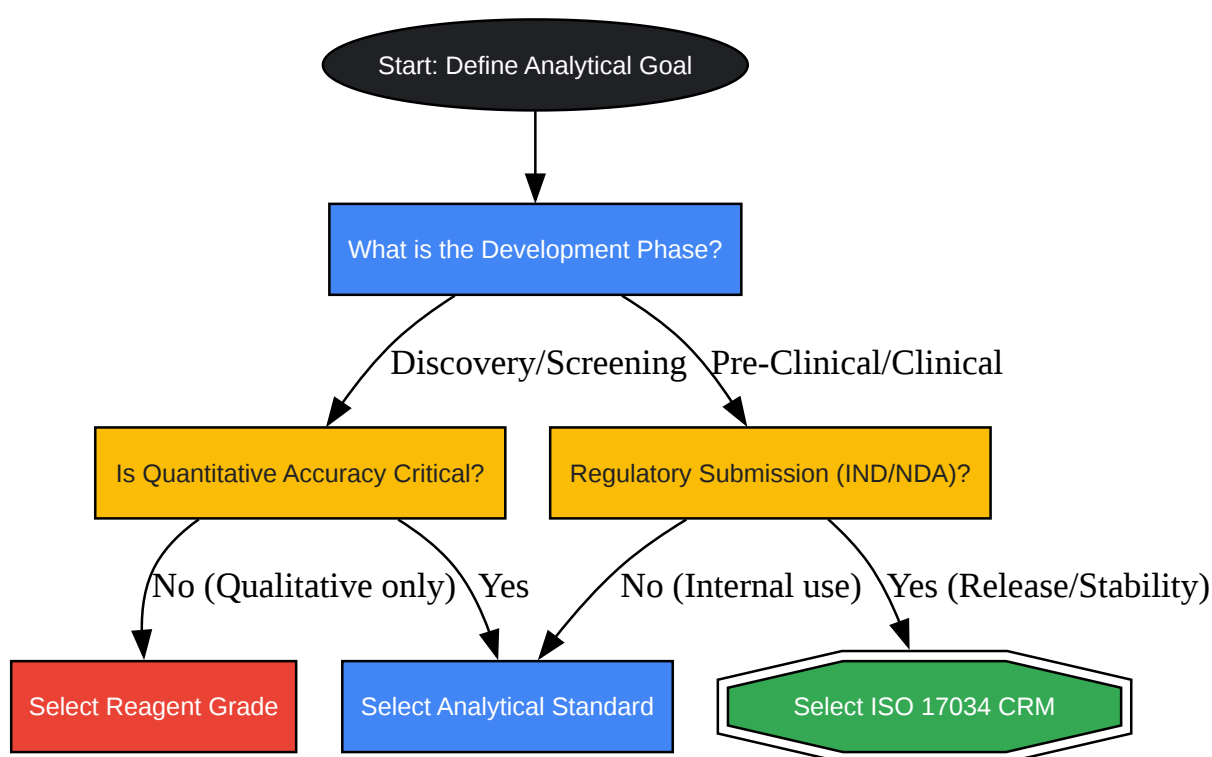 Start: Define Analytical Goal
What is the Development Phase?
Discovery/Screening
Pre-Clinical/Clinical
Is Quantitative Accuracy Critical?
Regulatory Submission (IND/NDA)?
No (Qualitative only)
Yes
No (Internal use)
Yes (Release/Stability)
Select Reagent Grade
Select Analytical Standard
Select ISO 17034 CRM